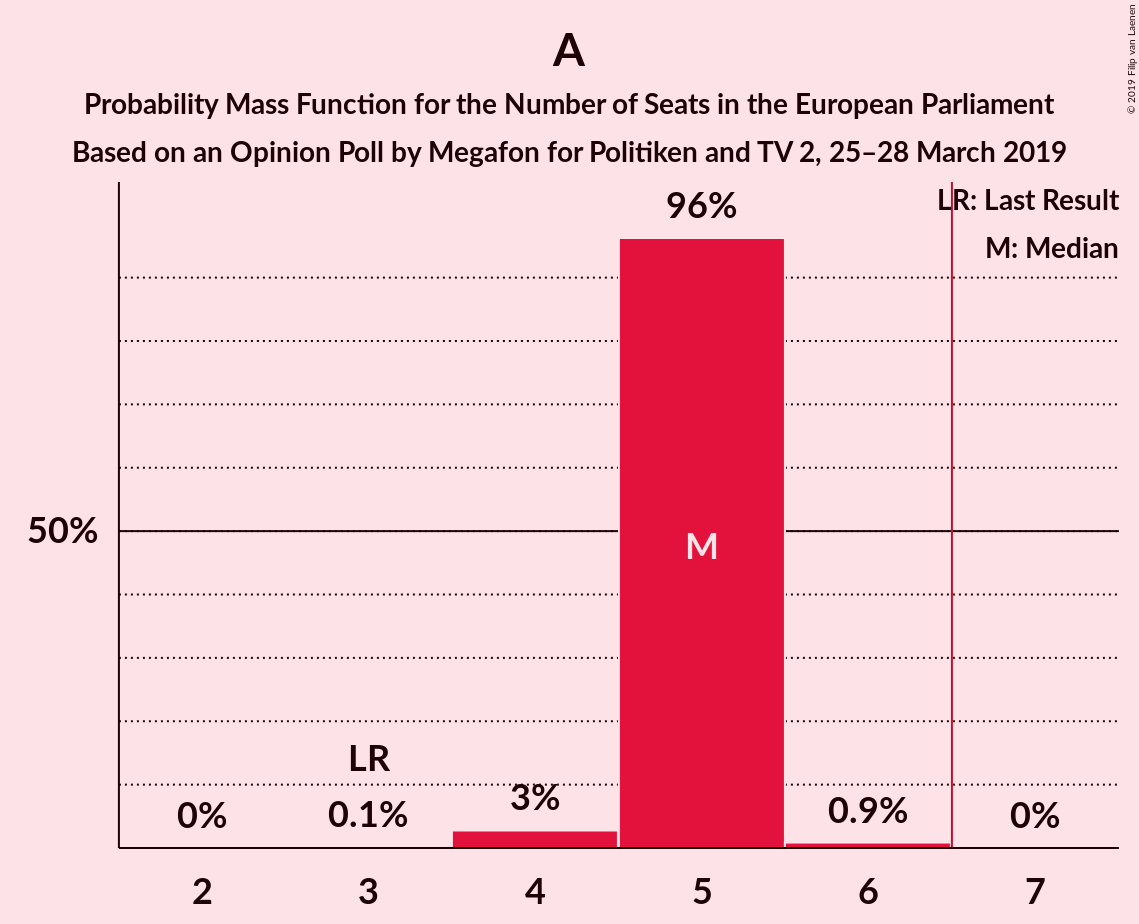 A
Probability Mass Function for the Number of Seats in the European Parliament
Based on an Opinion Poll by Megafon for Politiken and TV 2, 25–28 March 2019
© 2019 Filip van Laenen
LR: Last Result
M: Median
96%
50%
M
LR
0%
0.1%
3%
0.9%
0%
2 3 4 5 6 7